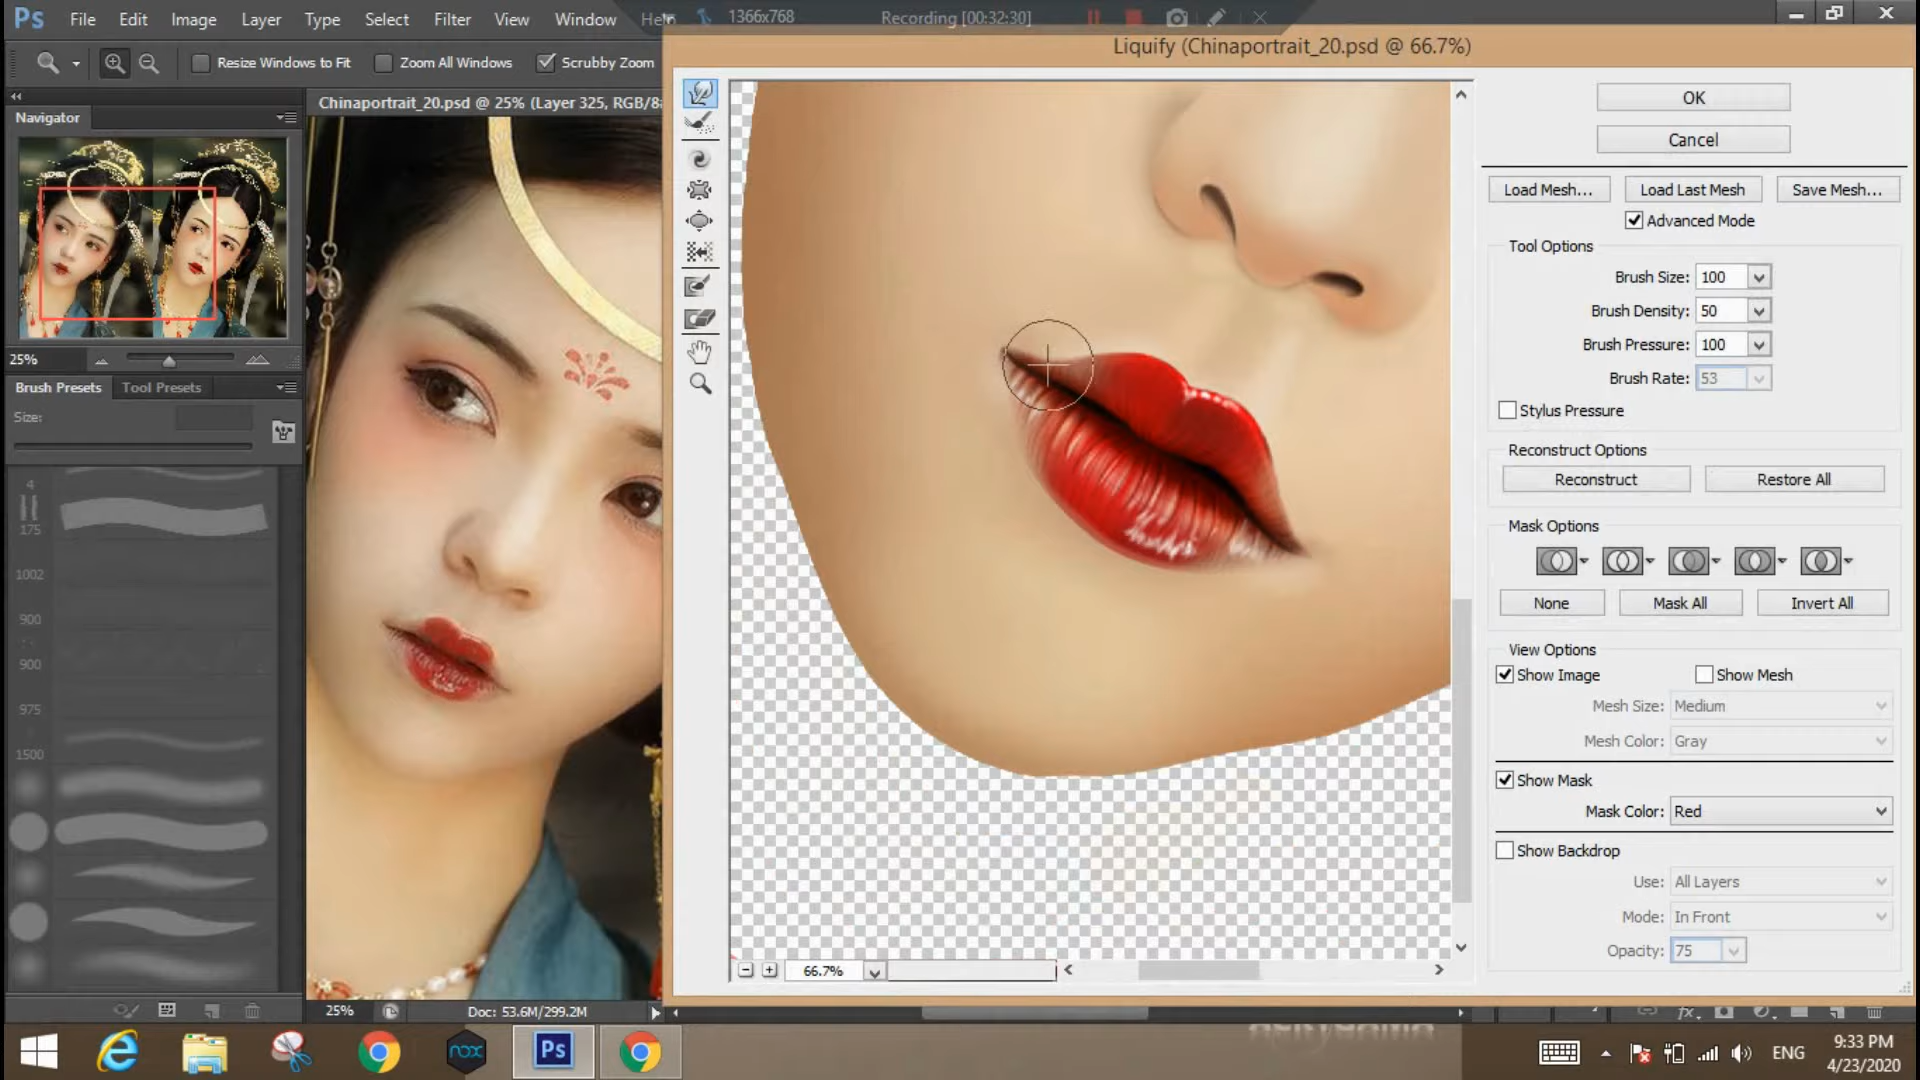 Ps File Edit Image Layer Type Select Filter View Window Help 1366x768 Recording [00:32:30]
Liquify (Chinaportrait_20.psd @ 66.7%)
Resize Windows to Fit Zoom All Windows Scrubby Zoom
Chinaportrait_20.psd @ 25% (Layer 325, RGB/8
Navigator
25%
Brush Presets Tool Presets
Size:
4
175
1002
900
900
975
1500
OK
Cancel
Load Mesh... Load Last Mesh Save Mesh...
Advanced Mode
Tool Options
Brush Size: 100
Brush Density: 50
Brush Pressure: 100
Brush Rate: 53
Stylus Pressure
Reconstruct Options
Reconstruct Restore All
Mask Options
None Mask All Invert All
View Options
Show Image Show Mesh
Mesh Size: Medium
Mesh Color: Gray
Show Mask
Mask Color: Red
Show Backdrop
Use: All Layers
Mode: In Front
Opacity: 75
66.7%
25% Doc: 53.6M/299.2M
fx
nox Ps
ENG
9:33 PM
4/23/2020